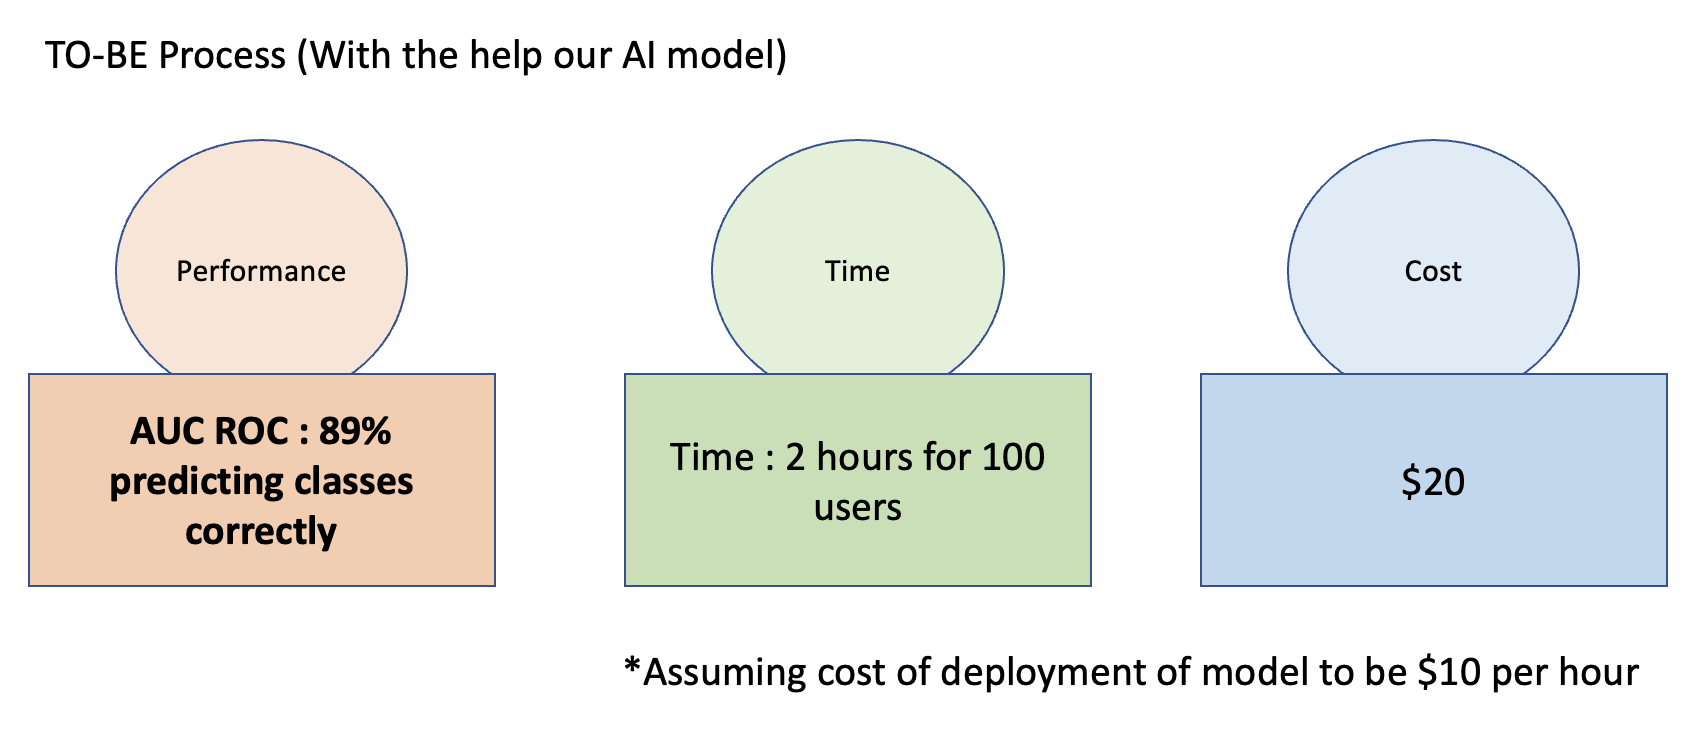 TO-BE Process (With the help our AI model)
Performance
Time
Cost
AUC ROC : 89%
predicting classes
correctly
Time : 2 hours for 100
users
$20
*Assuming cost of deployment of model to be $10 per hour